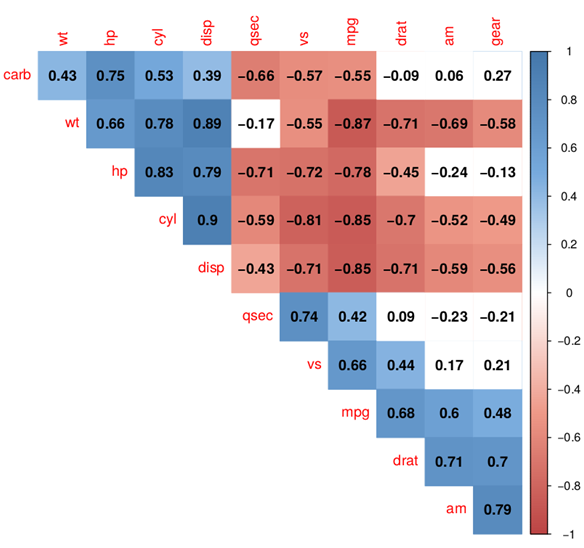 wt hp cyl disp qsec vs mpg drat am gear
carb 0.43 0.75 0.53 0.39 −0.66 −0.57 −0.55 −0.09 0.06 0.27
wt 0.66 0.78 0.89 −0.17 −0.55 −0.87 −0.71 −0.69 −0.58
hp 0.83 0.79 −0.71 −0.72 −0.78 −0.45 −0.24 −0.13
cyl 0.9 −0.59 −0.81 −0.85 −0.7 −0.52 −0.49
disp −0.43 −0.71 −0.85 −0.71 −0.59 −0.56
qsec 0.74 0.42 0.09 −0.23 −0.21
vs 0.66 0.44 0.17 0.21
mpg 0.68 0.6 0.48
drat 0.71 0.7
am 0.79
1
0.8
0.6
0.4
0.2
0
−0.2
−0.4
−0.6
−0.8
−1